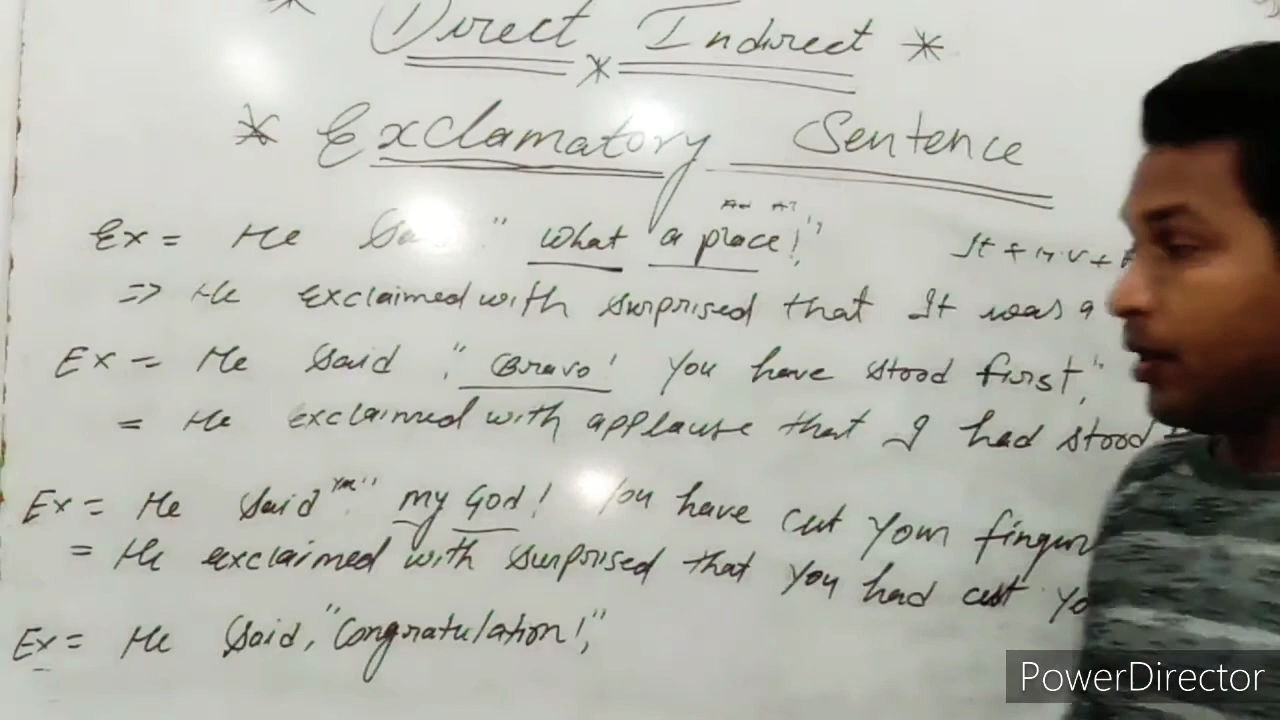 * Direct Indirect *
*
* Exclamatory Sentence
Ex = He " What a place!"
=> He exclaimed with surprised that It was a
Ex = He Said, "Bravo! You have stood first,"
= He exclaimed with applause that I had stood
Ex = He Said "my God! You have cut your finger
= He exclaimed with surprised that you had cut yo
Ex = He Said, "Congratulation!,"
PowerDirector